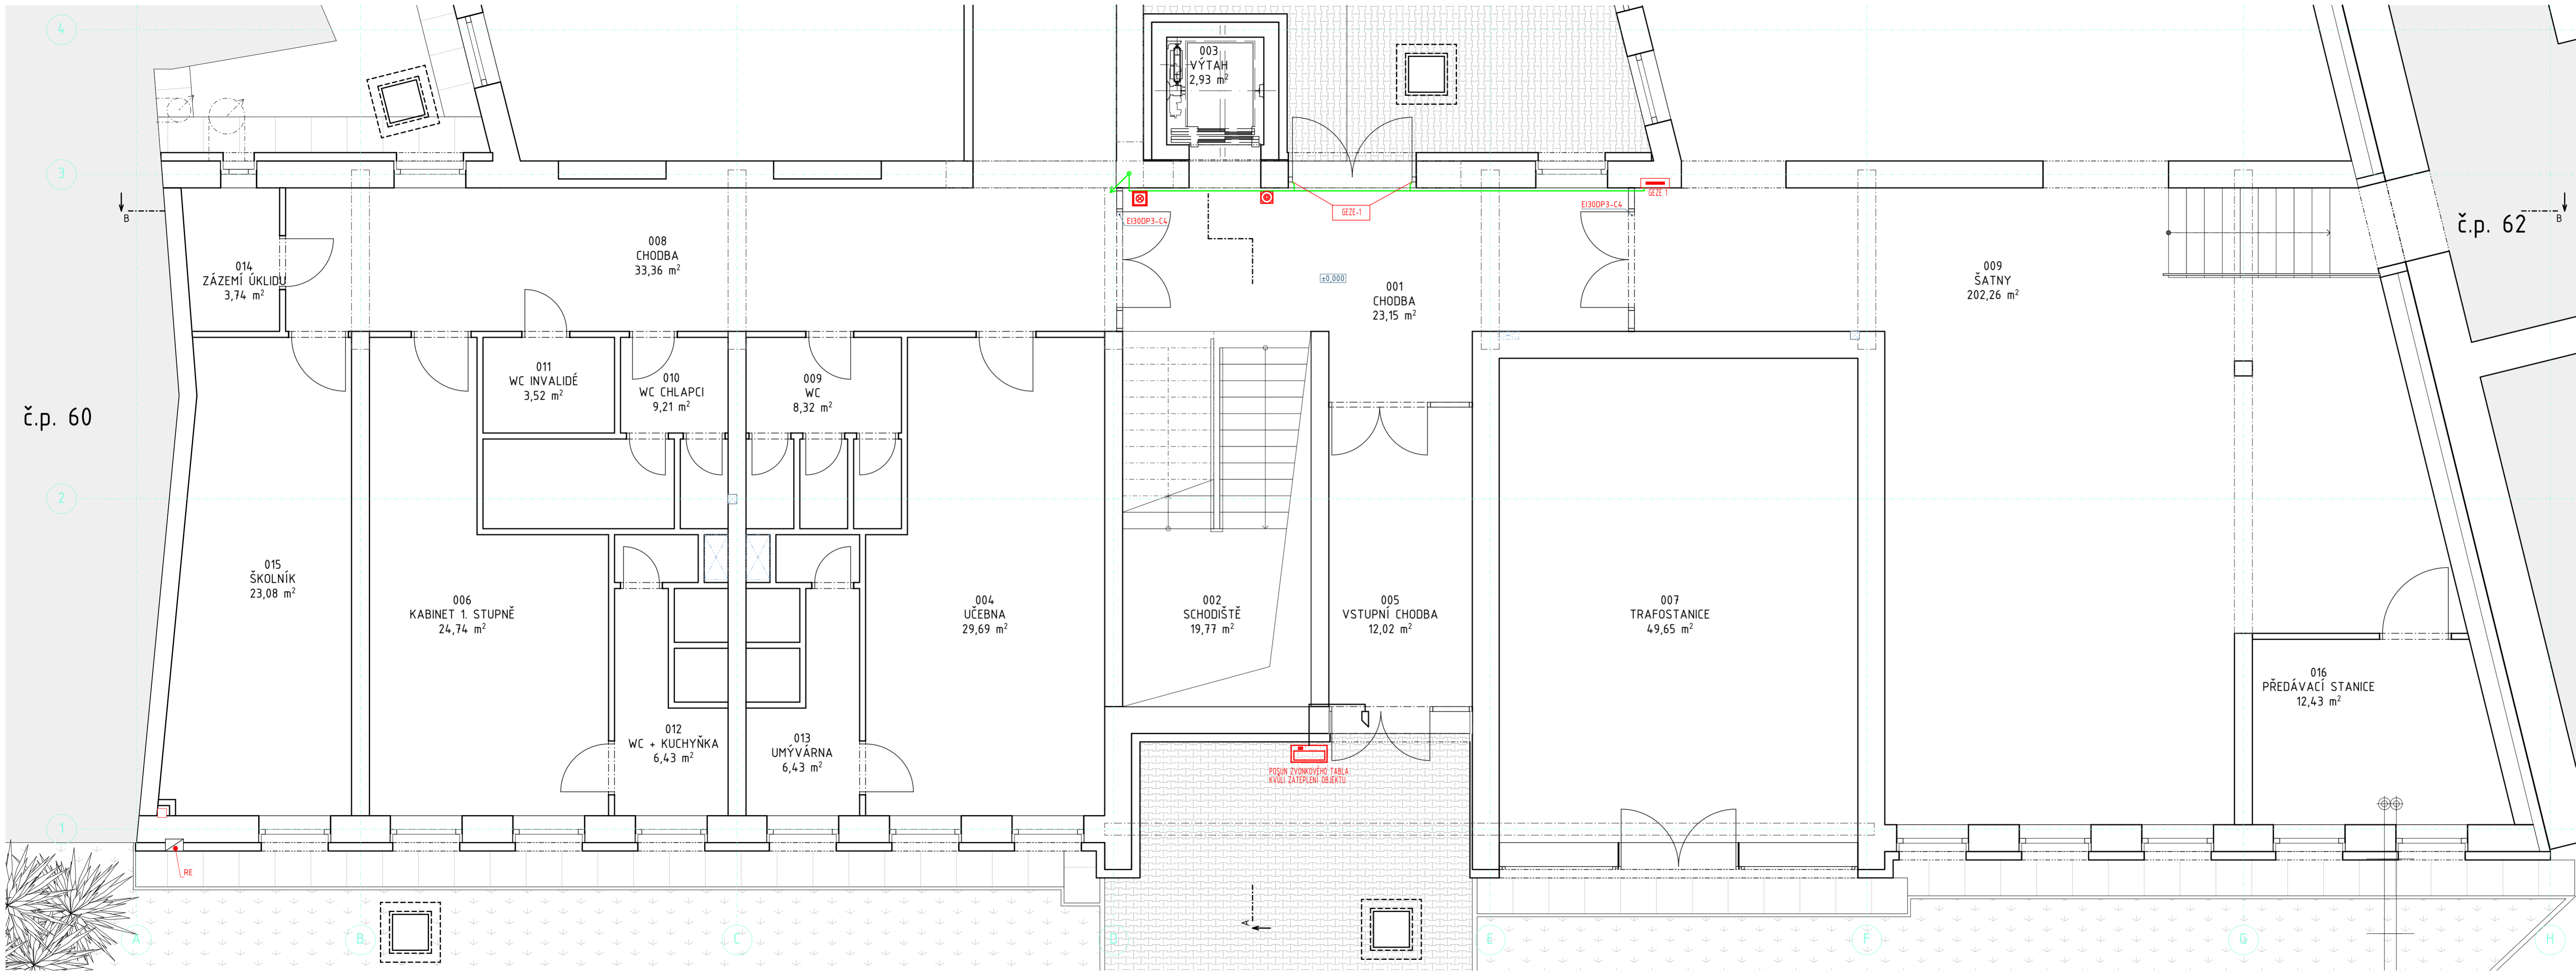 4
003
VÝTAH
2,93 m²
3
B
EI30DP3-C4
GEZE-1
EI30DP3-C4
GEZE 1
č.p. 62
B
014
ZÁZEMÍ ÚKLIDU
3,74 m²
008
CHODBA
33,36 m²
±0,000
001
CHODBA
23,15 m²
009
ŠATNY
202,26 m²
č.p. 60
011
WC INVALIDÉ
3,52 m²
010
WC CHLAPCI
9,21 m²
009
WC
8,32 m²
2
015
ŠKOLNÍK
23,08 m²
006
KABINET 1. STUPNĚ
24,74 m²
004
UČEBNA
29,69 m²
002
SCHODIŠTĚ
19,77 m²
005
VSTUPNÍ CHODBA
12,02 m²
007
TRAFOSTANICE
49,65 m²
016
PŘEDÁVACÍ STANICE
12,43 m²
012
WC + KUCHYŇKA
6,43 m²
013
UMÝVÁRNA
6,43 m²
POSUN ZVONKOVÉHO TABLA
KVŮLI ZATEPLENÍ OBJEKTU
1
RE
A
A
B
C
D
E
F
G
H